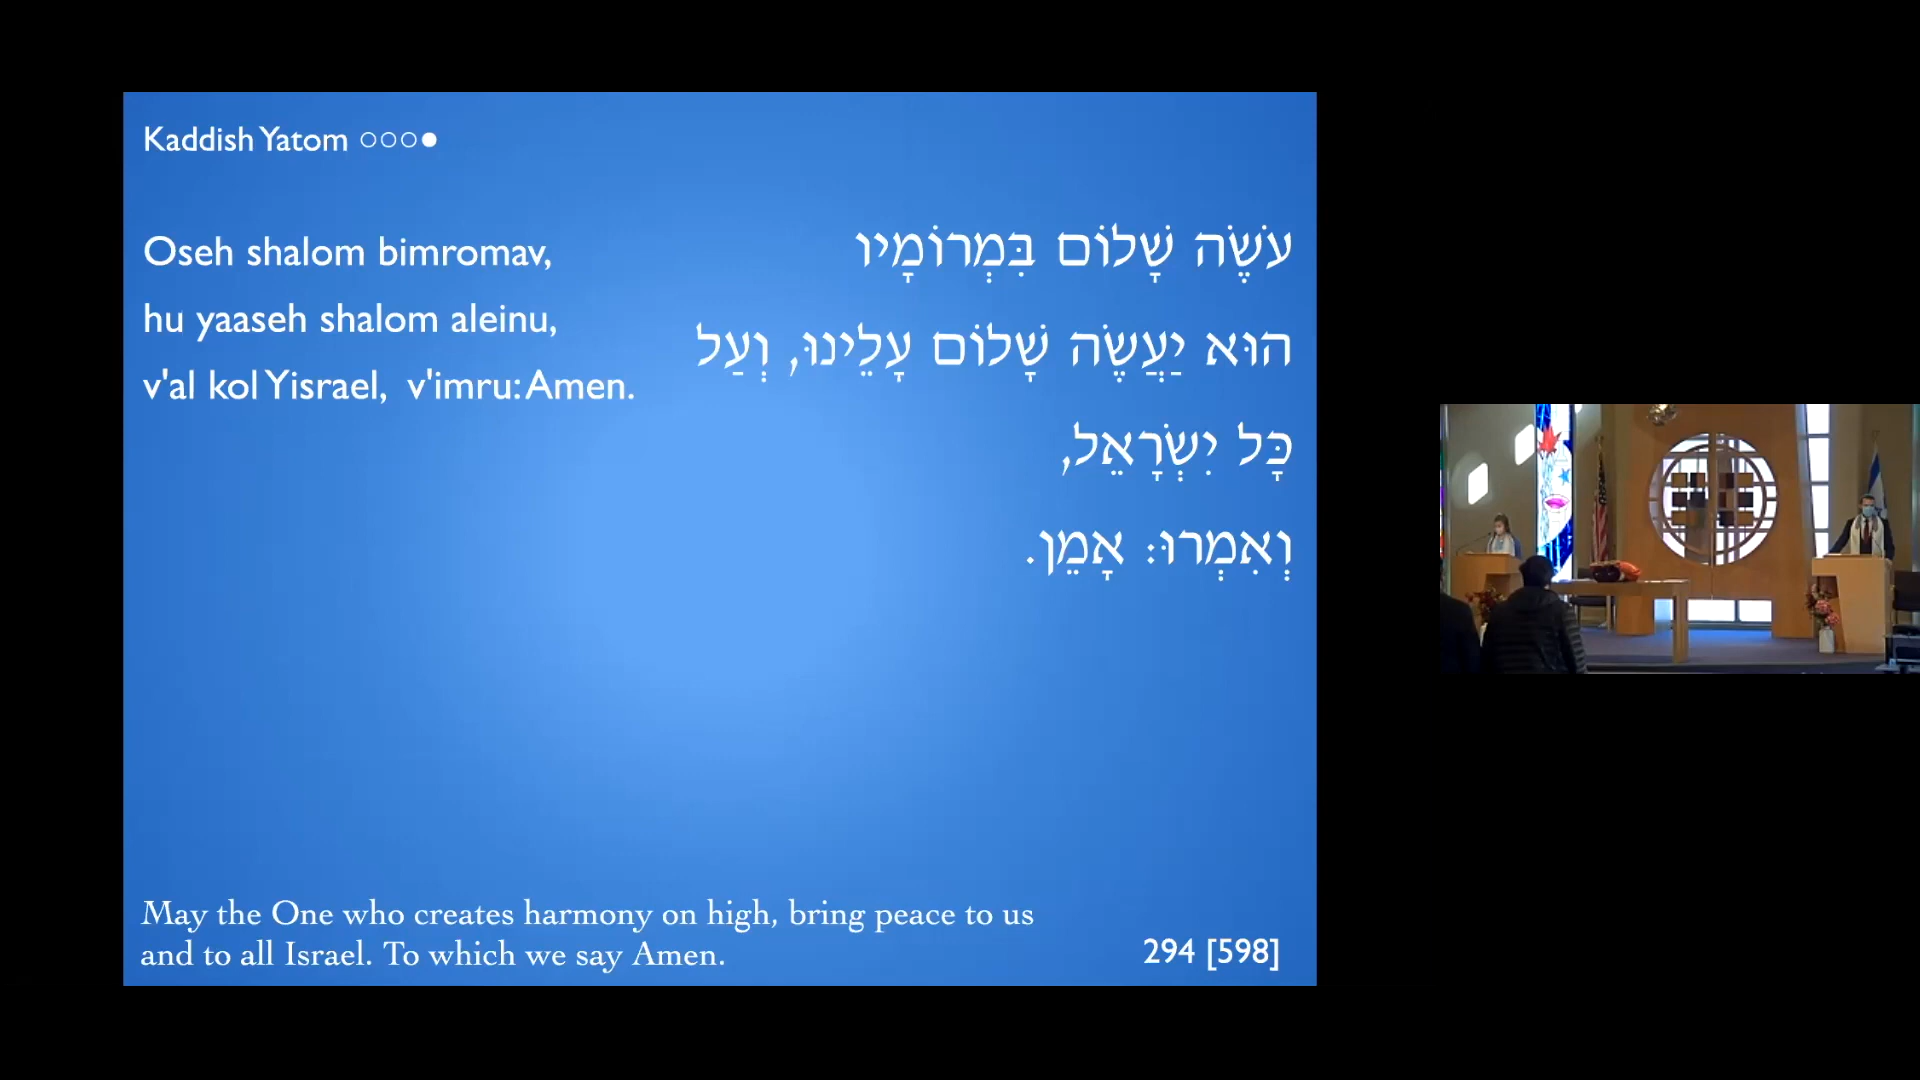 Kaddish Yatom ○○○●
Oseh shalom bimromav,
hu yaaseh shalom aleinu,
v'al kol Yisrael, v'imru: Amen.
עֹשֶׂה שָׁלוֹם בִּמְרוֹמָיו
הוּא יַעֲשֶׂה שָׁלוֹם עָלֵינוּ, וְעַל
כָּל יִשְׂרָאֵל,
וְאִמְרוּ: אָמֵן.
May the One who creates harmony on high, bring peace to us
and to all Israel. To which we say Amen.
294 [598]